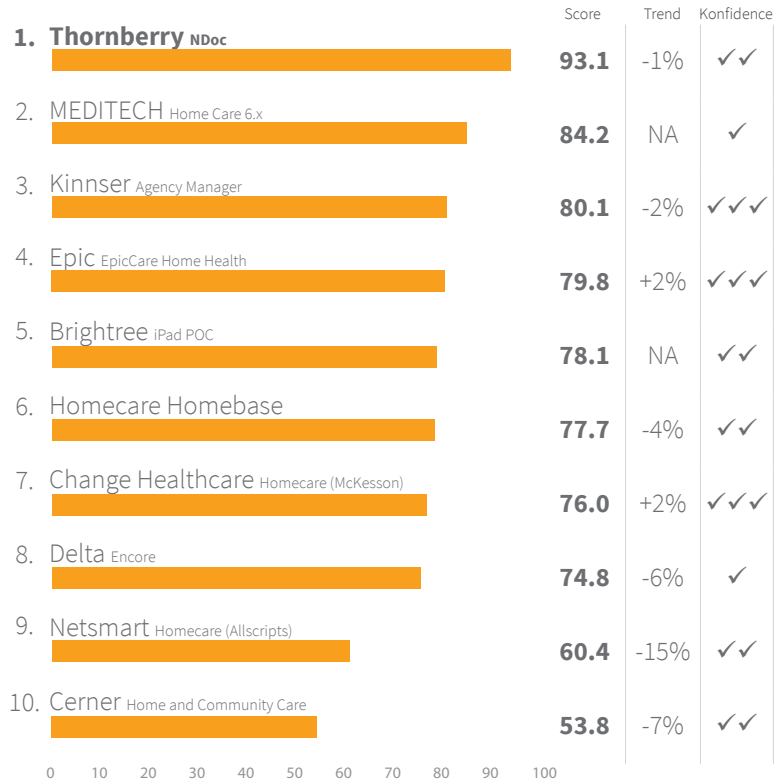 Score Trend Konfidence
1. Thornberry NDoc
93.1 -1% ✓✓
2. MEDITECH Home Care 6.x
84.2 NA ✓
3. Kinnser Agency Manager
80.1 -2% ✓✓✓
4. Epic EpicCare Home Health
79.8 +2% ✓✓✓
5. Brightree iPad POC
78.1 NA ✓✓
6. Homecare Homebase
77.7 -4% ✓✓
7. Change Healthcare Homecare (McKesson)
76.0 +2% ✓✓✓
8. Delta Encore
74.8 -6% ✓
9. Netsmart Homecare (Allscripts)
60.4 -15% ✓✓
10. Cerner Home and Community Care
53.8 -7% ✓✓
0 10 20 30 40 50 60 70 80 90 100